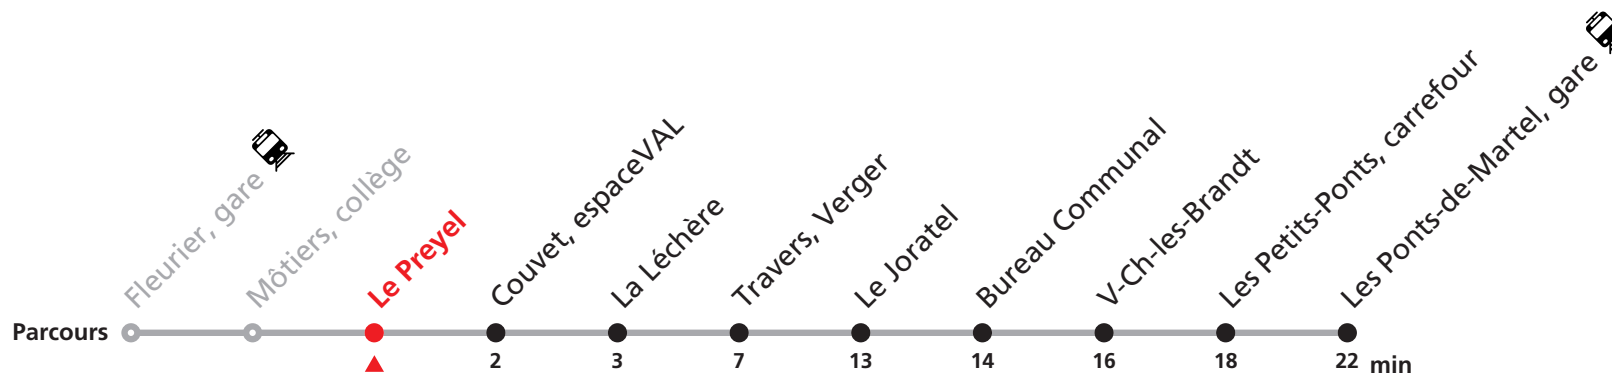 Fleurier, gare
Môtiers, collège
Le Preyel
Couvet, espaceVAL
La Léchère
Travers, Verger
Le Joratel
Bureau Communal
V-Ch-les-Brandt
Les Petits-Ponts, carrefour
Les Ponts-de-Martel, gare
Parcours
2 3 7 13 14 16 18 22 min